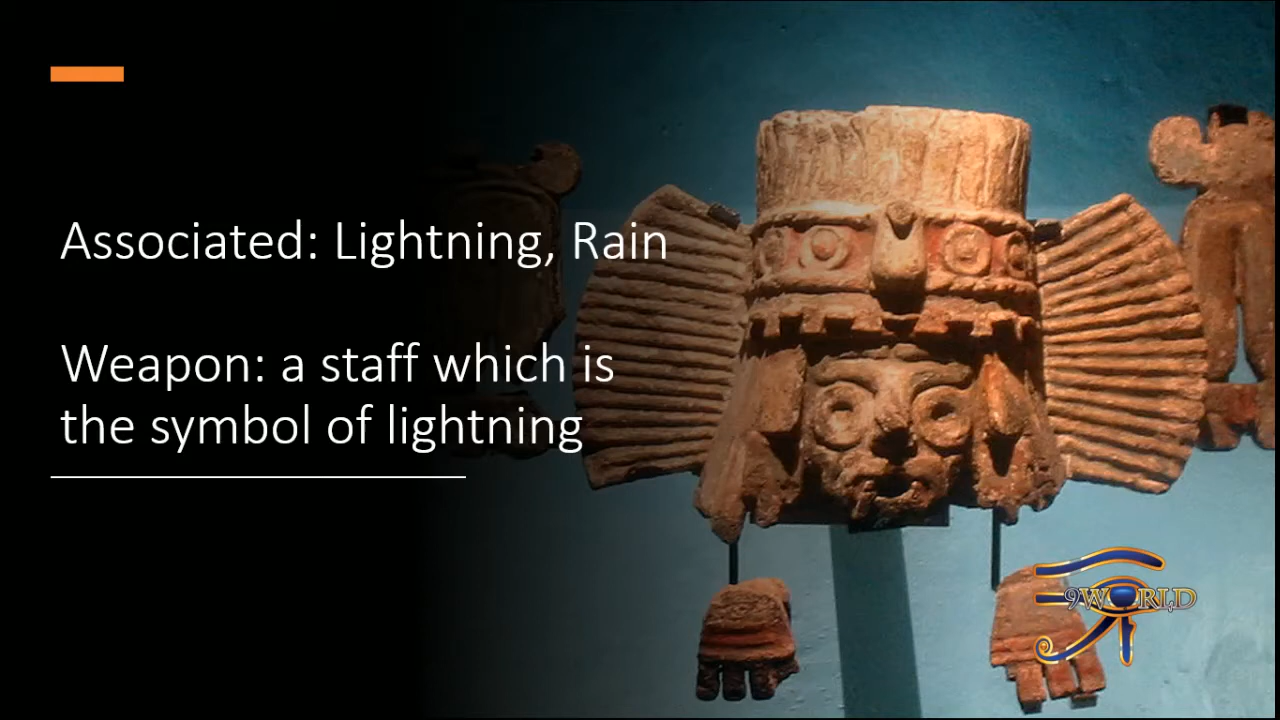 Associated: Lightning, Rain
Weapon: a staff which is
the symbol of lightning
9WORLD